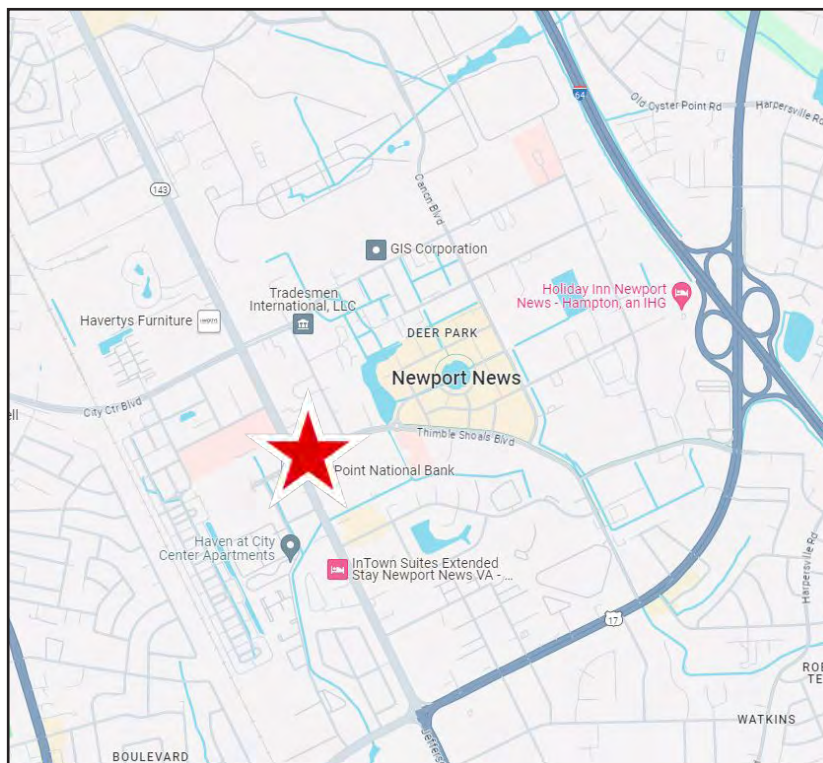 64
Old Oyster Point Rd
Harpersville Rd
143
Canon Blvd
GIS Corporation
Tradesmen
International, LLC
Holiday Inn Newport
News - Hampton, an IHG
Havertys Furniture
DEER PARK
Newport News
City Ctr Blvd
ell
Thimble Shoals Blvd
Point National Bank
Haven at City
Center Apartments
InTown Suites Extended
Stay Newport News VA - ...
Harpersville Rd
17
ROB
TE
WATKINS
Jeffers
BOULEVARD